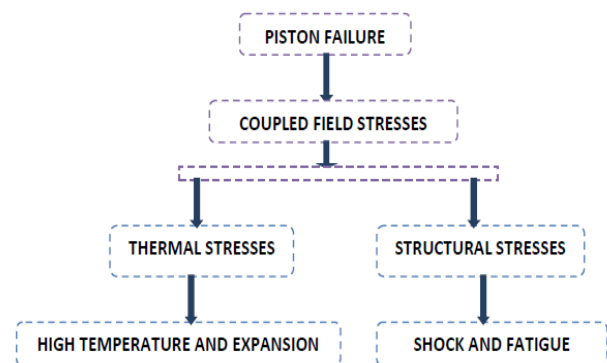 PISTON FAILURE
COUPLED FIELD STRESSES
THERMAL STRESSES
STRUCTURAL STRESSES
HIGH TEMPERATURE AND EXPANSION
SHOCK AND FATIGUE